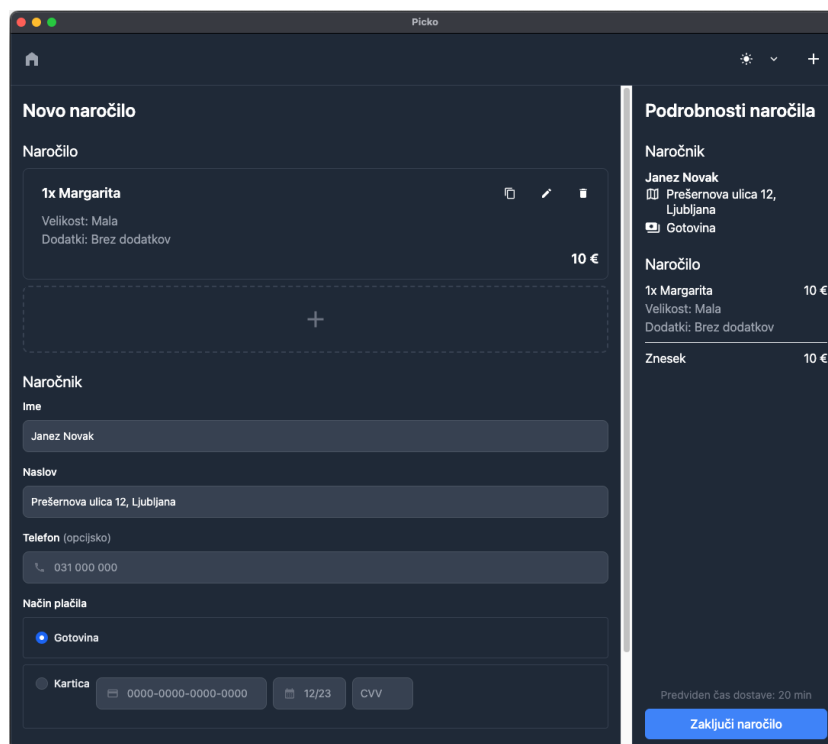 Picko
Novo naročilo
Naročilo
1x Margarita
Velikost: Mala
Dodatki: Brez dodatkov
10 €
Naročnik
Ime
Janez Novak
Naslov
Prešernova ulica 12, Ljubljana
Telefon (opcijsko)
031 000 000
Način plačila
Gotovina
Kartica
0000-0000-0000-0000
12/23
CVV
Podrobnosti naročila
Naročnik
Janez Novak
Prešernova ulica 12,
Ljubljana
Gotovina
Naročilo
1x Margarita 10 €
Velikost: Mala
Dodatki: Brez dodatkov
Znesek 10 €
Predviden čas dostave: 20 min
Zaključi naročilo